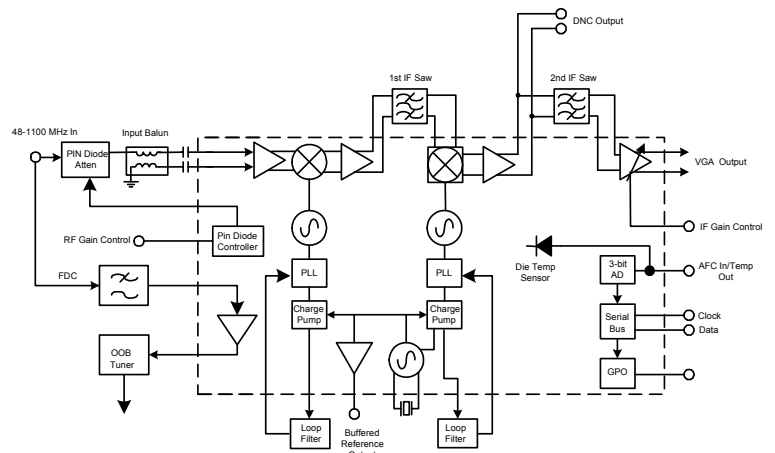 DNC Output
1st IF Saw
2nd IF Saw
48-1100 MHz In
Input Balun
PIN Diode
Atten
VGA Output
RF Gain Control
Pin Diode
Controller
IF Gain Control
Die Temp
Sensor
3-bit
AD
AFC In/Temp
Out
FDC
PLL
PLL
Charge
Pump
Charge
Pump
Serial
Bus
Clock
Data
OOB
Tuner
GPO
Loop
Filter
Buffered
Reference
Loop
Filter